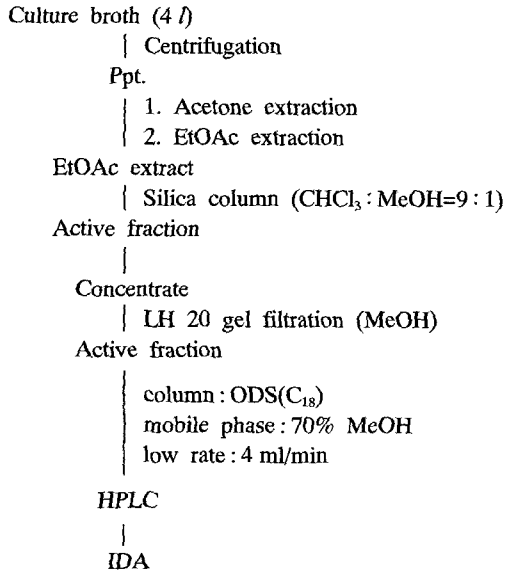 Culture broth (4 l)
Centrifugation
Ppt.
1. Acetone extraction
2. EtOAc extraction
EtOAc extract
Silica column (CHCl₃ : MeOH=9 : 1)
Active fraction
Concentrate
LH 20 gel filtration (MeOH)
Active fraction
column : ODS(C₁₈)
mobile phase : 70% MeOH
low rate : 4 ml/min
HPLC
IDA